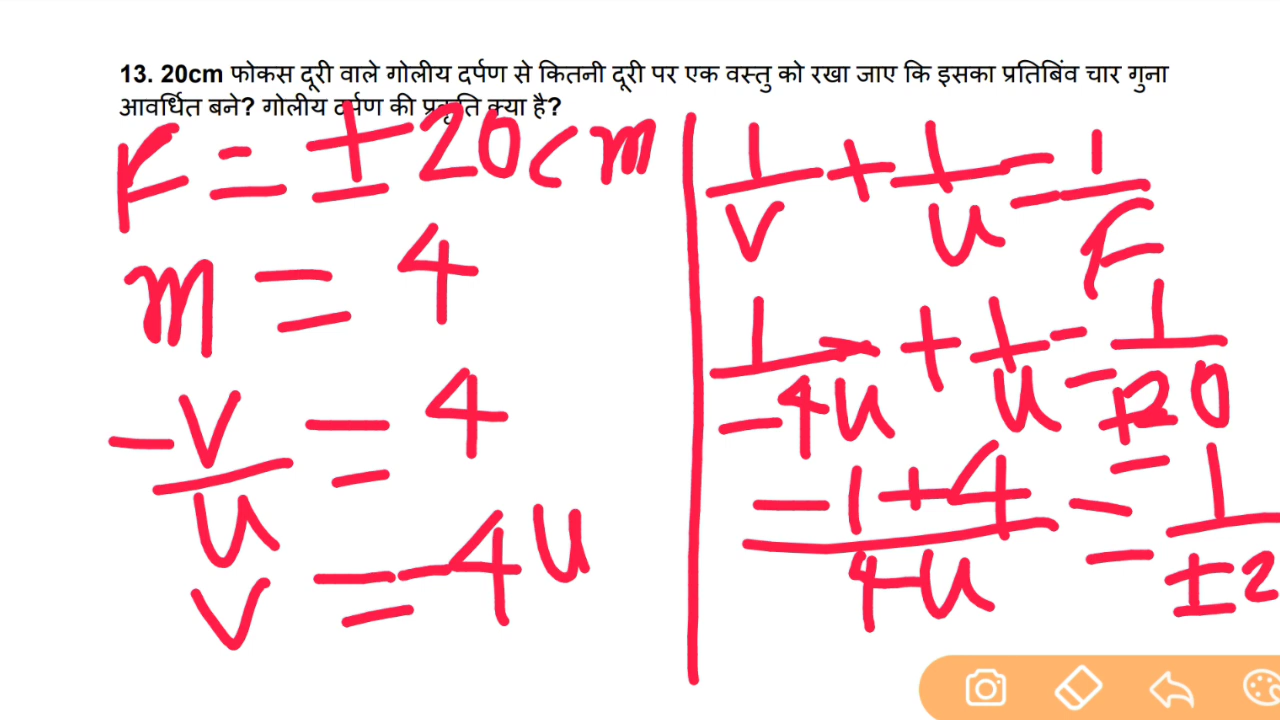 13. 20cm फोकस दूरी वाले गोलीय दर्पण से कितनी दूरी पर एक वस्तु को रखा जाए कि इसका प्रतिबिंव चार गुना
आवर्धित बने? गोलीय दर्पण की प्रकृति क्या है?
F = ± 20cm
m = 4
-v/u = 4
v = -4u
1/v + 1/u = 1/F
1/-4u + 1/u = 1/±20
-1+4/4u = 1/±2